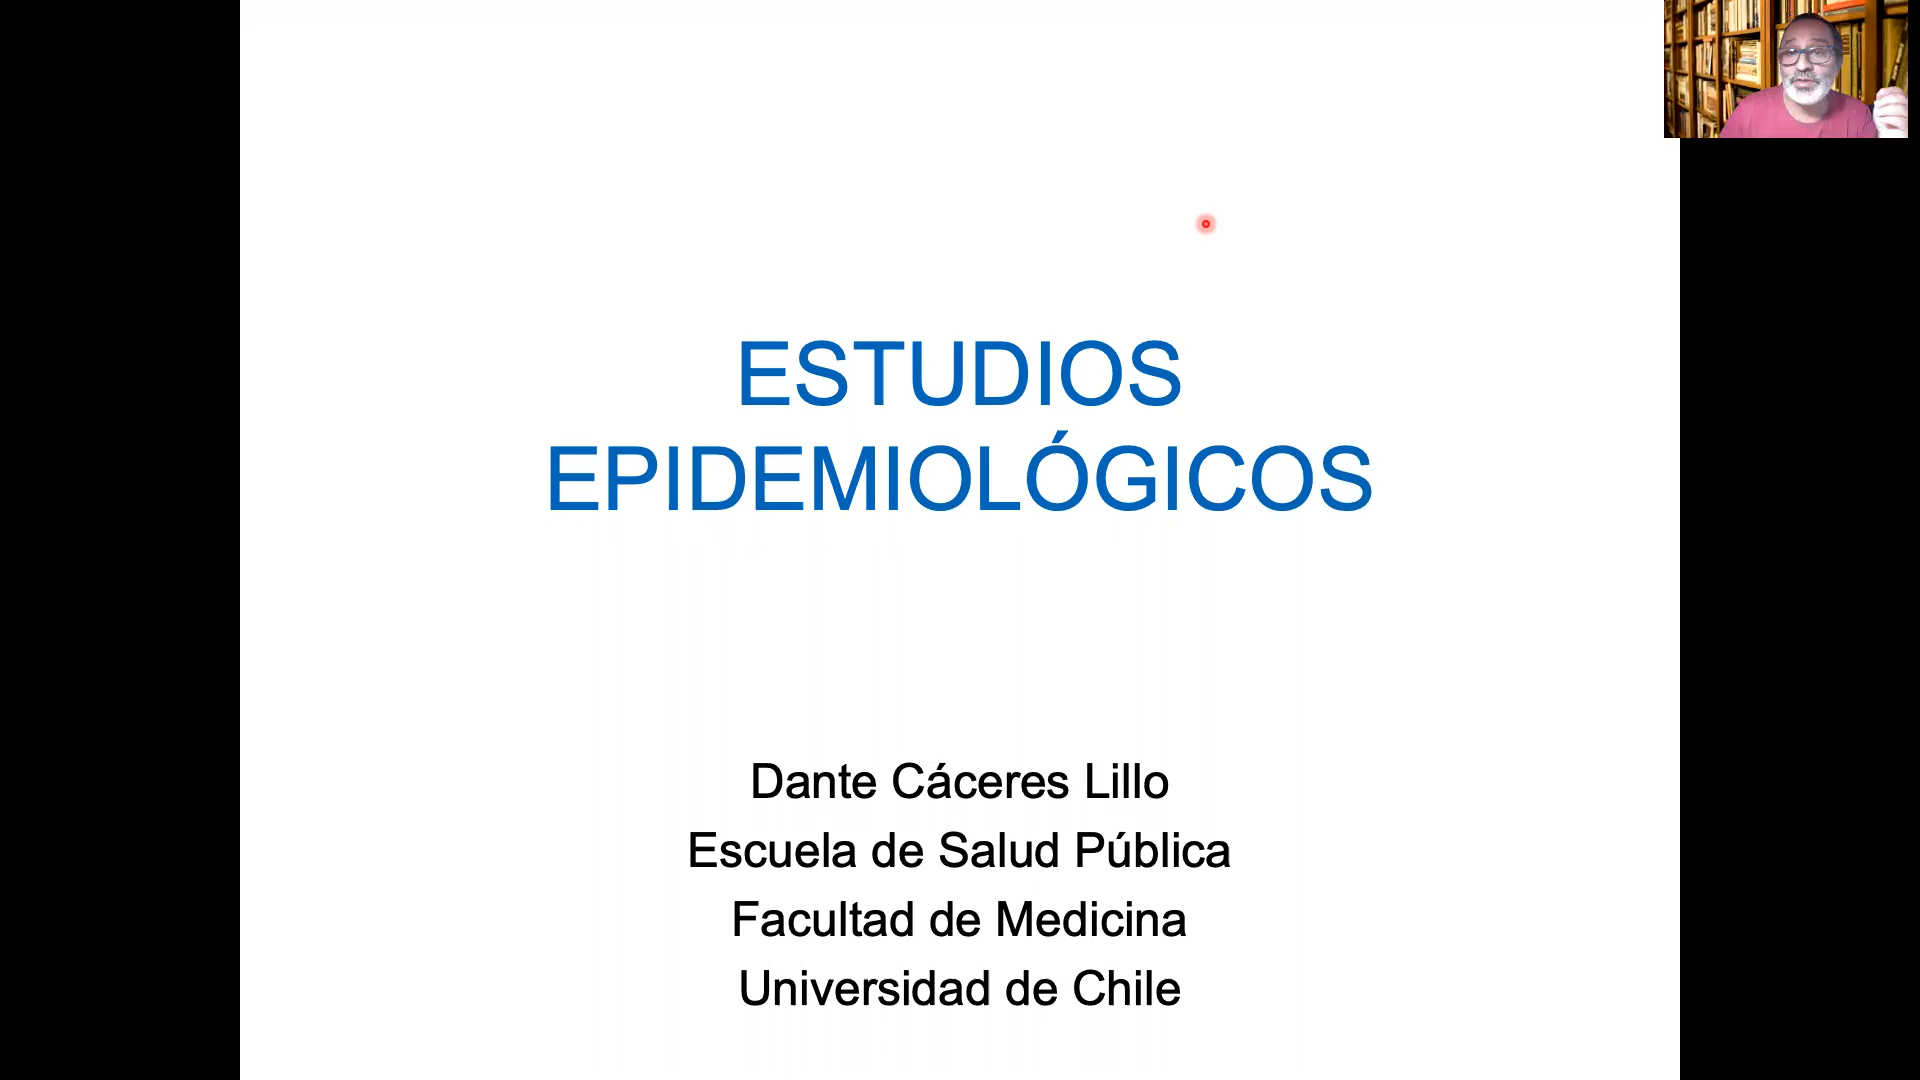 ESTUDIOS
EPIDEMIOLÓGICOS
Dante Cáceres Lillo
Escuela de Salud Pública
Facultad de Medicina
Universidad de Chile